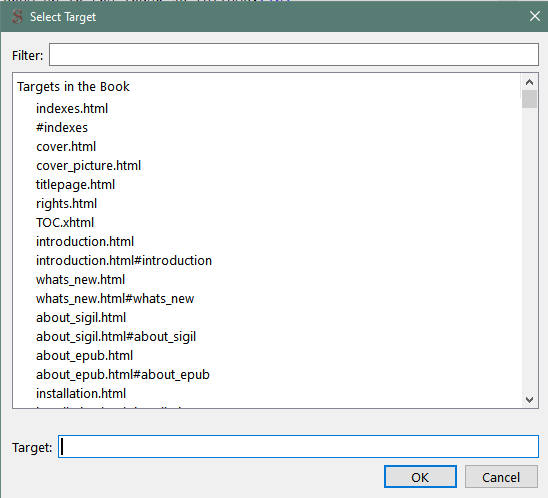 Select Target
Filter:
Targets in the Book
indexes.html
#indexes
cover.html
cover_picture.html
titlepage.html
rights.html
TOC.xhtml
introduction.html
introduction.html#introduction
whats_new.html
whats_new.html#whats_new
about_sigil.html
about_sigil.html#about_sigil
about_epub.html
about_epub.html#about_epub
installation.html
Target:
OK Cancel